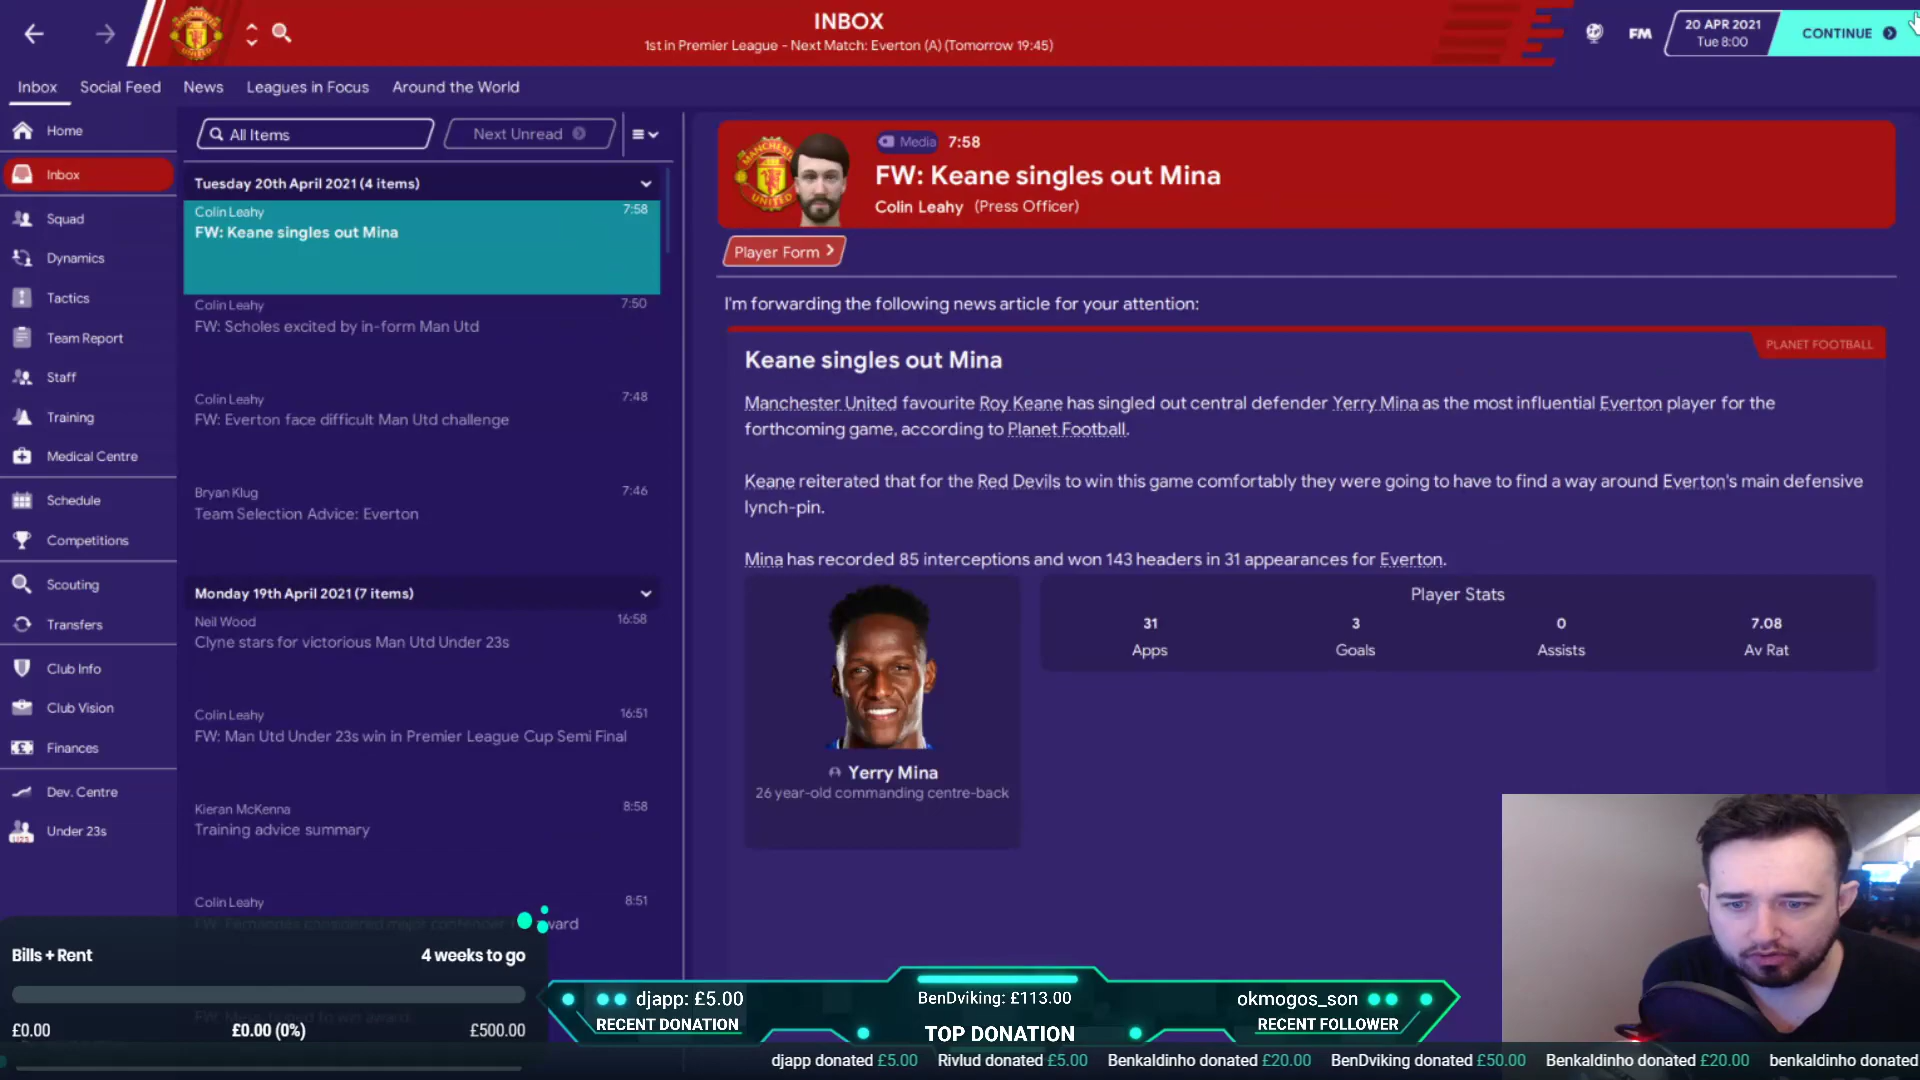 INBOX
1st in Premier League - Next Match: Everton (A) (Tomorrow 19:45)
FM
20 APR 2021
Tue 8:00
CONTINUE
Inbox
Social Feed
News
Leagues in Focus
Around the World
Home
Inbox
Squad
Dynamics
Tactics
Team Report
Staff
Training
Medical Centre
Schedule
Competitions
Scouting
Transfers
Club Info
Club Vision
Finances
Dev. Centre
Under 23s
All Items
Next Unread
Tuesday 20th April 2021 (4 items)
Colin Leahy 7:58
FW: Keane singles out Mina
Colin Leahy 7:50
FW: Scholes excited by in-form Man Utd
Colin Leahy 7:48
FW: Everton face difficult Man Utd challenge
Bryan Klug 7:46
Team Selection Advice: Everton
Monday 19th April 2021 (7 items)
Neil Wood 16:58
Clyne stars for victorious Man Utd Under 23s
Colin Leahy 16:51
FW: Man Utd Under 23s win in Premier League Cup Semi Final
Kieran McKenna 8:58
Training advice summary
Colin Leahy 8:51
FW: Fernandes considered major contender
MANCHESTER
UNITED
Media 7:58
FW: Keane singles out Mina
Colin Leahy (Press Officer)
Player Form
I'm forwarding the following news article for your attention:
PLANET FOOTBALL
Keane singles out Mina
Manchester United favourite Roy Keane has singled out central defender Yerry Mina as the most influential Everton player for the
forthcoming game, according to Planet Football.
Keane reiterated that for the Red Devils to win this game comfortably they were going to have to find a way around Everton's main defensive
lynch-pin.
Mina has recorded 85 interceptions and won 143 headers in 31 appearances for Everton.
Yerry Mina
26 year-old commanding centre-back
Player Stats
31 3 0 7.08
Apps Goals Assists Av Rat
Bills + Rent 4 weeks to go
£0.00 £0.00 (0%) £500.00
djapp: £5.00
RECENT DONATION
BenDviking: £113.00
TOP DONATION
okmogos_son
RECENT FOLLOWER
djapp donated £5.00 Rivlud donated £5.00 Benkaldinho donated £20.00 BenDviking donated £50.00 Benkaldinho donated £20.00 benkaldinho donated